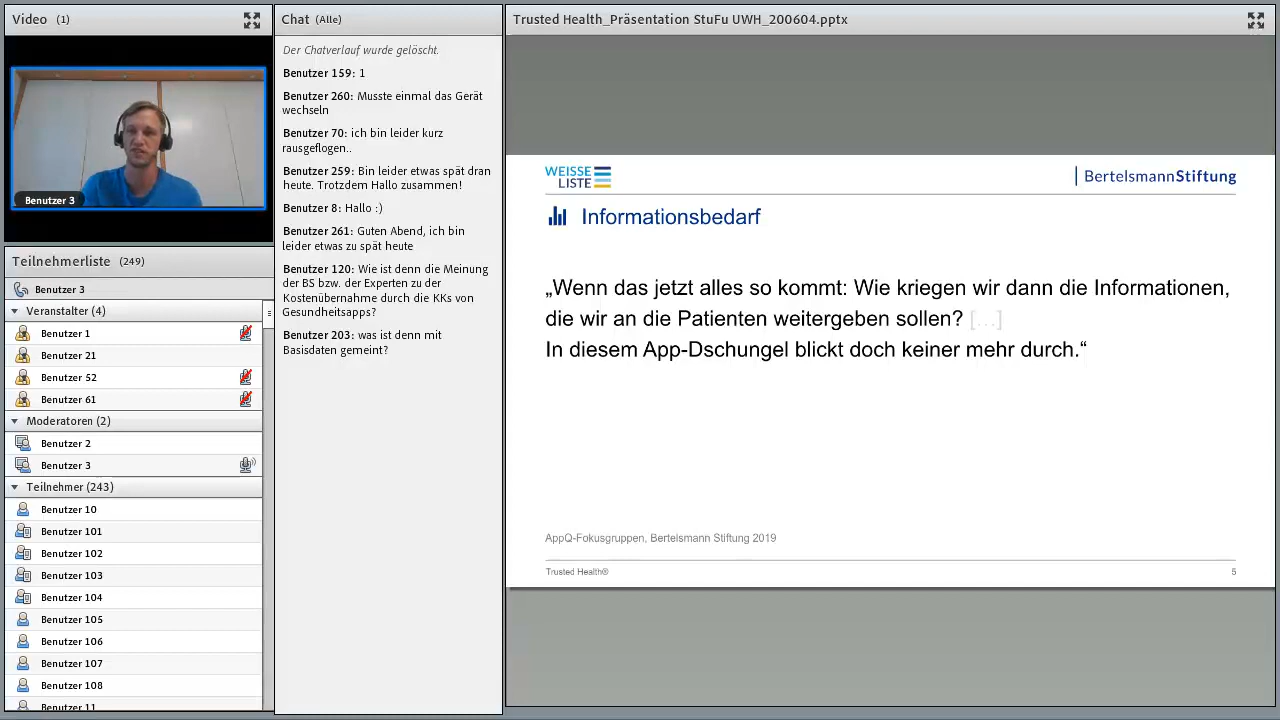 Video (1)
Benutzer 3
Teilnehmerliste (249)
Benutzer 3
Veranstalter (4)
Benutzer 1
Benutzer 21
Benutzer 52
Benutzer 61
Moderatoren (2)
Benutzer 2
Benutzer 3
Teilnehmer (243)
Benutzer 10
Benutzer 101
Benutzer 102
Benutzer 103
Benutzer 104
Benutzer 105
Benutzer 106
Benutzer 107
Benutzer 108
Benutzer 11
Chat (Alle)
Der Chatverlauf wurde gelöscht.
Benutzer 159: 1
Benutzer 260: Musste einmal das Gerät
wechseln
Benutzer 70: ich bin leider kurz
rausgeflogen..
Benutzer 259: Bin leider etwas spät dran
heute. Hallo zusammen!
Benutzer 8: Hallo :)
Benutzer 261: Guten Abend, ich bin
leider etwas zu spät heute
Benutzer 120: Wie ist denn die Meinung
der BS bzw. der Experten zu der
Kostenübernahme durch die KKs von
Gesundheitsapps?
Benutzer 203: was ist denn mit
Basisdaten gemeint?
Trusted Health_Präsentation StuFu UWH_200604.pptx
WEISSE
LISTE
BertelsmannStiftung
Informationsbedarf
„Wenn das jetzt alles so kommt: Wie kriegen wir dann die Informationen,
die wir an die Patienten weitergeben sollen? [...]
In diesem App-Dschungel blickt doch keiner mehr durch.“
AppQ-Fokusgruppen, Bertelsmann Stiftung 2019
Trusted Health®
5